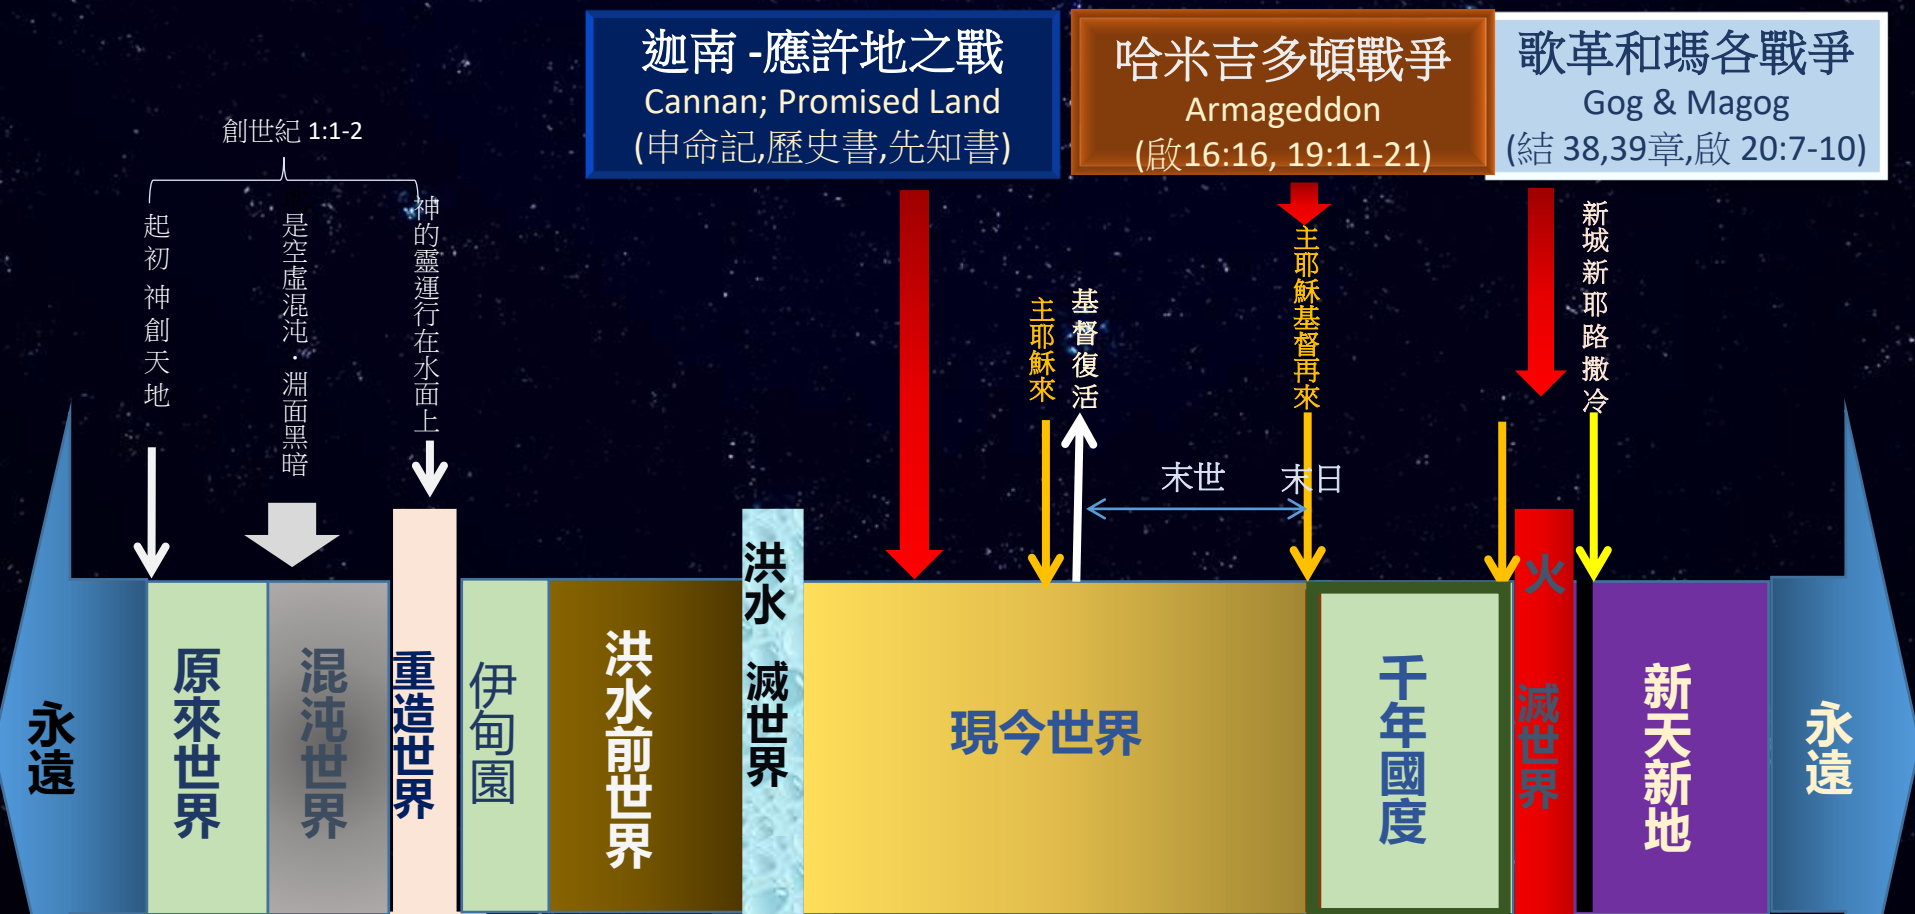 迦南 -應許地之戰
Cannan; Promised Land
(申命記,歷史書,先知書)
哈米吉多頓戰爭
Armageddon
(啟16:16, 19:11-21)
歌革和瑪各戰爭
Gog & Magog
(結 38,39章,啟 20:7-10)
創世紀 1:1-2
起初 神創天地.
是空虛混沌．淵面黑暗
神的靈運行在水面上
主耶穌來
基督復活
主耶穌基督再來
新城新耶路撒冷
末世
末日
永遠
原來世界
混沌世界
重造世界
伊甸園
洪水前世界
洪水 滅世界
現今世界
千年國度
火 滅世界
新天新地
永遠